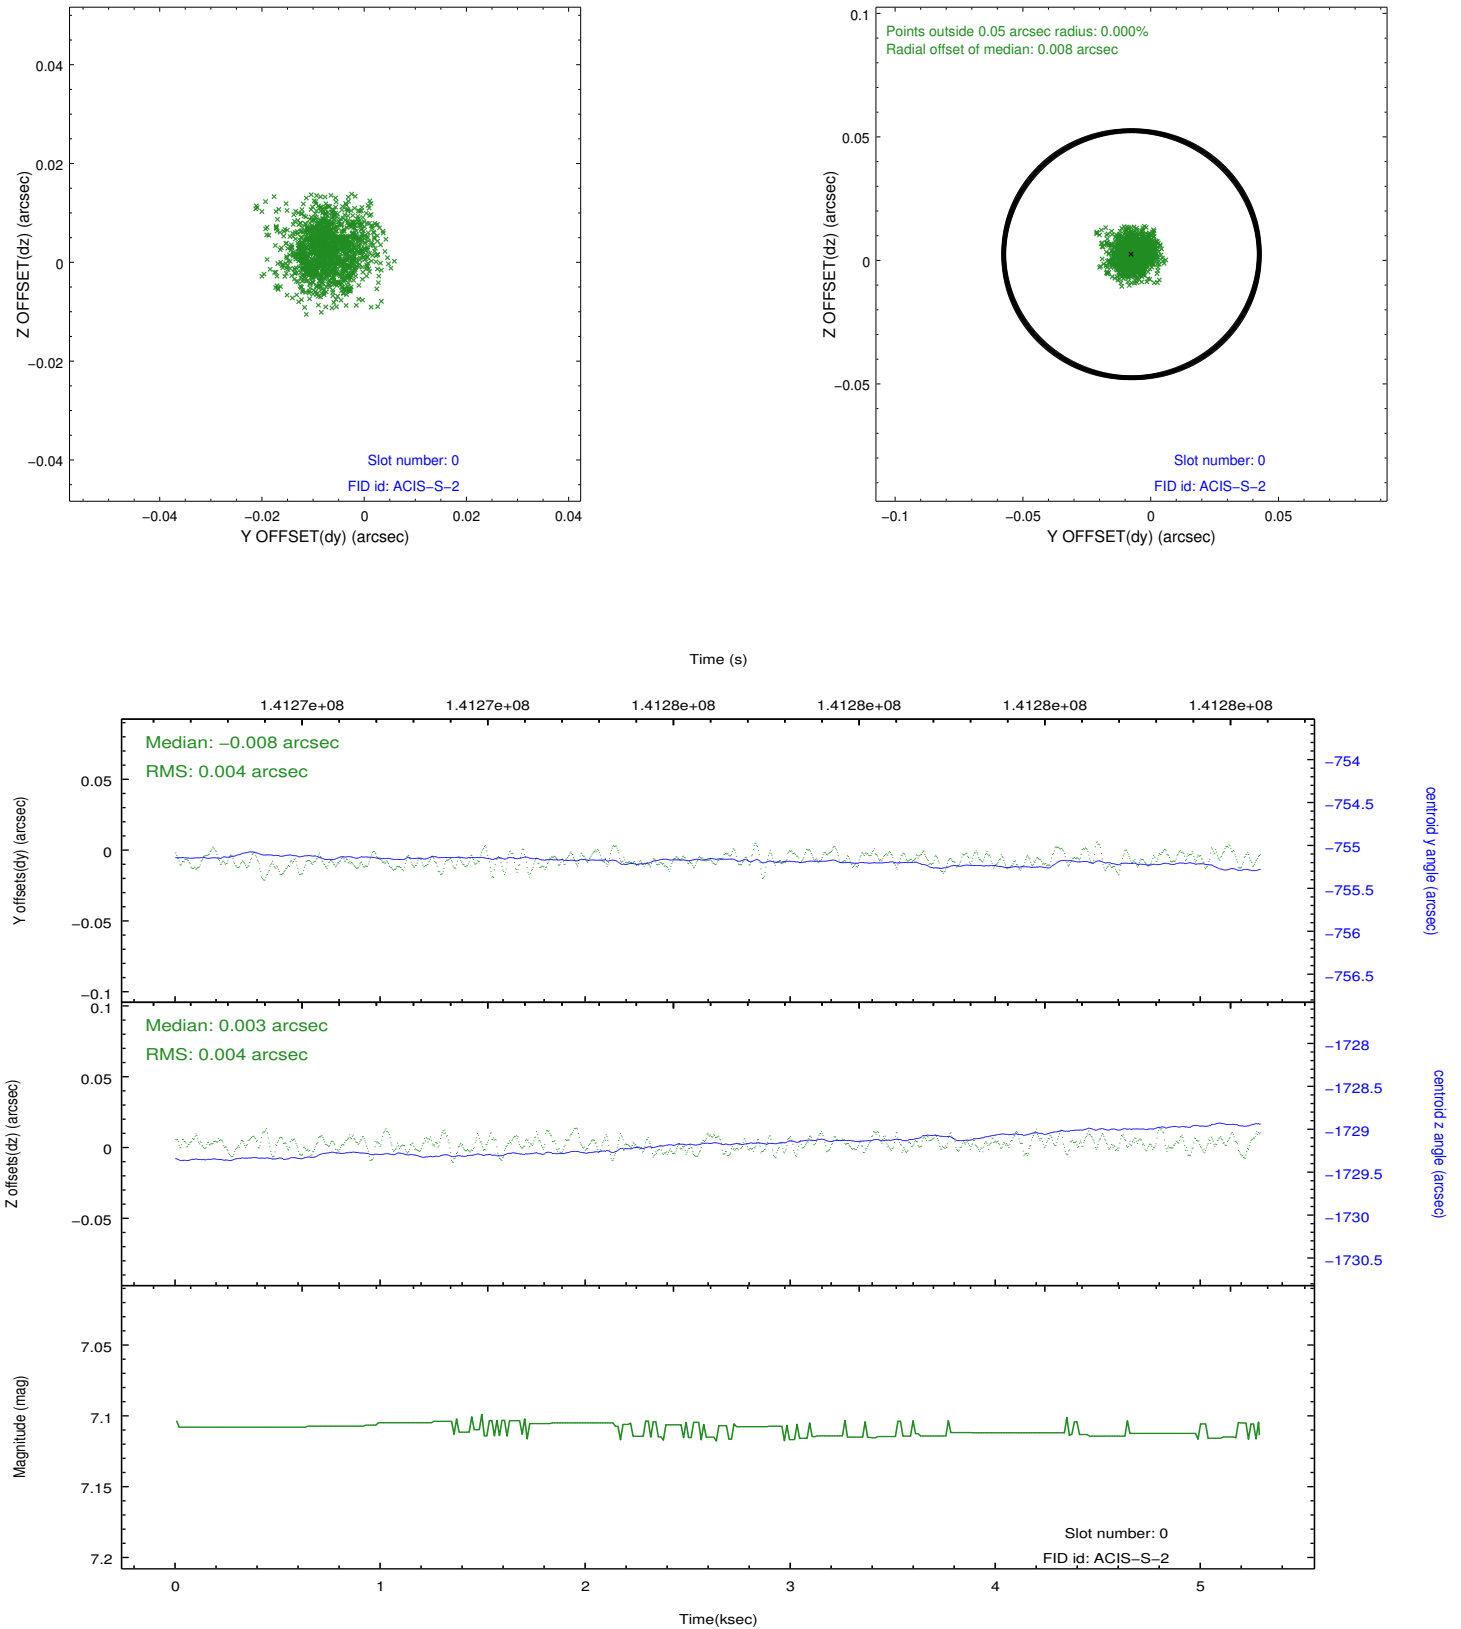 0.04
0.02
0
−0.02
−0.04
Z OFFSET(dz) (arcsec)
Slot number: 0
FID id: ACIS−S−2
−0.04
−0.02
0
0.02
0.04
Y OFFSET(dy) (arcsec)
0.1
0.05
0
−0.05
Z OFFSET(dz) (arcsec)
Points outside 0.05 arcsec radius: 0.000%
Radial offset of median: 0.008 arcsec
Slot number: 0
FID id: ACIS−S−2
−0.1
−0.05
0
0.05
Y OFFSET(dy) (arcsec)
Time (s)
1.4127e+08
1.4127e+08
1.4128e+08
1.4128e+08
1.4128e+08
1.4128e+08
Median: −0.008 arcsec
RMS: 0.004 arcsec
0.05
0
−0.05
−0.1
Y offsets(dy) (arcsec)
−754
−754.5
−755
−755.5
−756
−756.5
centroid y angle (arcsec)
Median: 0.003 arcsec
RMS: 0.004 arcsec
0.1
0.05
0
−0.05
Z offsets(dz) (arcsec)
−1728
−1728.5
−1729
−1729.5
−1730
−1730.5
centroid z angle (arcsec)
7.05
7.1
7.15
7.2
Magnitude (mag)
Slot number: 0
FID id: ACIS−S−2
0
1
2
3
4
5
Time(ksec)